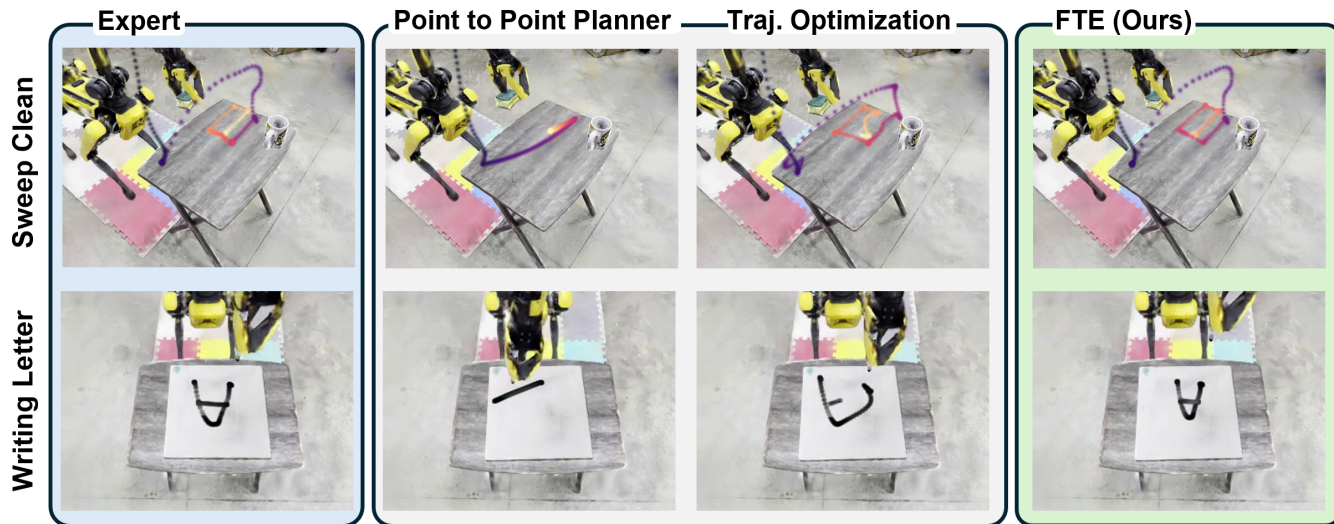 Expert
Point to Point Planner
Traj. Optimization
FTE (Ours)
Sweep Clean
Writing Letter
A
A